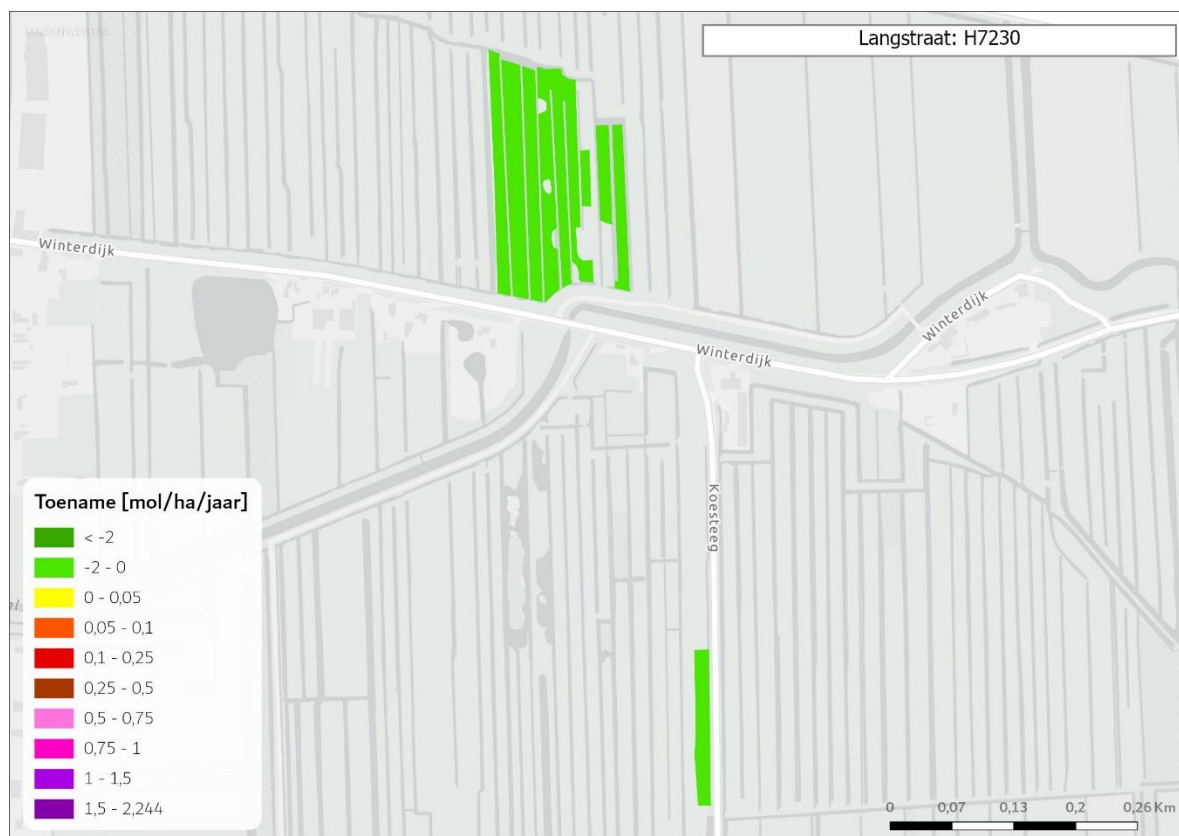 JANSENWDB186
Langstraat: H7230
Winterdijk
Winterdijk
Winterdijk
Koesteeg
Toename [mol/ha/jaar]
< -2
-2 - 0
0 - 0,05
0,05 - 0,1
0,1 - 0,25
0,25 - 0,5
0,5 - 0,75
0,75 - 1
1 - 1,5
1,5 - 2,244
0 0,07 0,13 0,2 0,26 Km